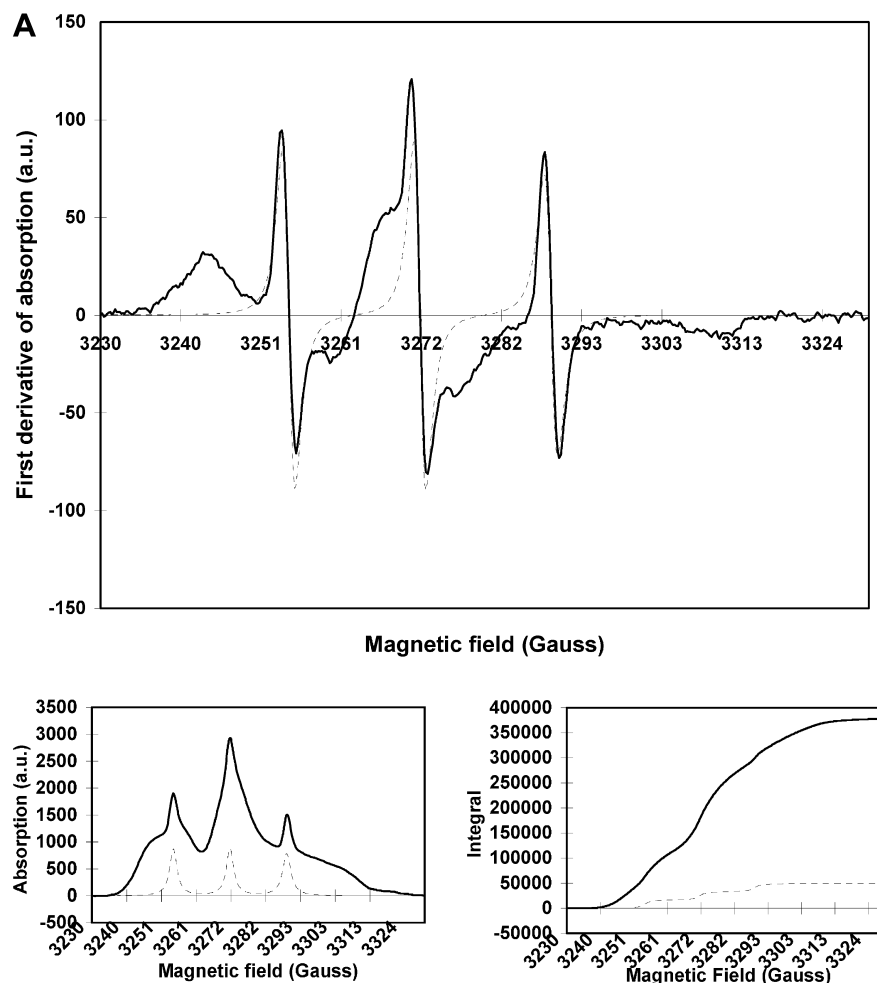 A
150
100
50
0
-50
-100
-150
First derivative of absorption (a.u.)
3230 3240 3251 3261 3272 3282 3293 3303 3313 3324
Magnetic field (Gauss)
3500
3000
2500
2000
1500
1000
500
0
-500
Absorption (a.u.)
3230 3240 3251 3261 3272 3282 3293 3303 3313 3324
Magnetic field (Gauss)
400000
350000
300000
250000
200000
150000
100000
50000
0
-50000
Integral
3230 3240 3251 3261 3272 3282 3293 3303 3313 3324
Magnetic Field (Gauss)